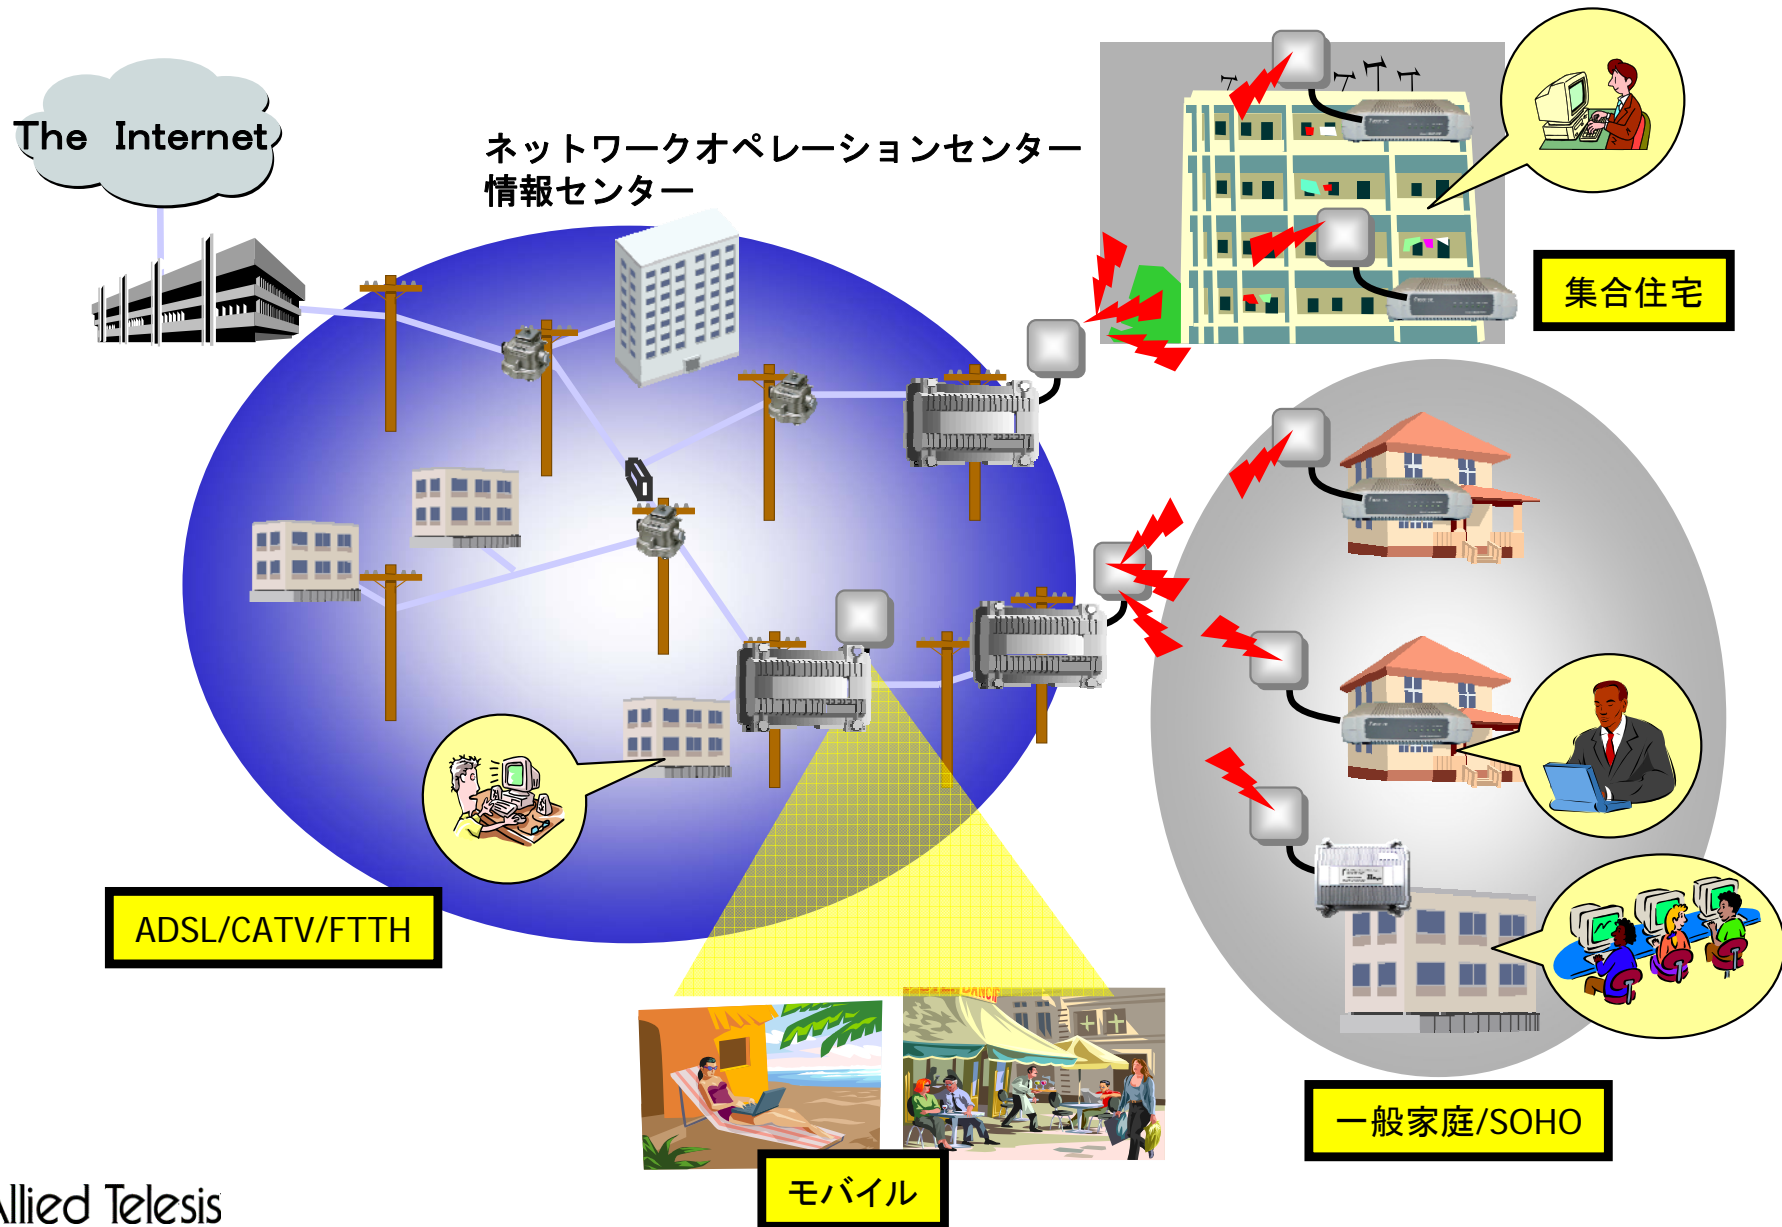 The Internet
ネットワークオペレーションセンター
情報センター
集合住宅
ADSL/CATV/FTTH
一般家庭/SOHO
モバイル
Allied Telesis